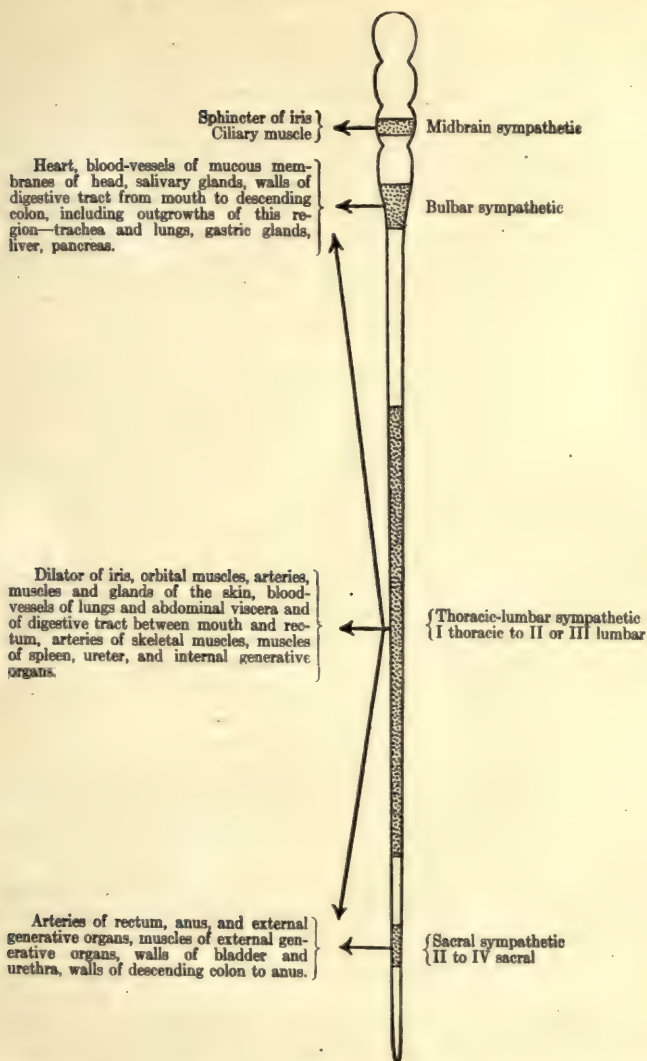 Sphincter of iris
Ciliary muscle
Midbrain sympathetic
Heart, blood-vessels of mucous mem-
branes of head, salivary glands, walls of
digestive tract from mouth to descending
colon, including outgrowths of this re-
gion—trachea and lungs, gastric glands,
liver, pancreas.
Bulbar sympathetic
Dilator of iris, orbital muscles, arteries,
muscles and glands of the skin, blood-
vessels of lungs and abdominal viscera and
of digestive tract between mouth and rec-
tum, arteries of skeletal muscles, muscles
of spleen, ureter, and internal generative
organs.
Thoracic-lumbar sympathetic
I thoracic to II or III lumbar
Arteries of rectum, anus, and external
generative organs, muscles of external gen-
erative organs, walls of bladder and
urethra, walls of descending colon to anus.
Sacral sympathetic
II to IV sacral